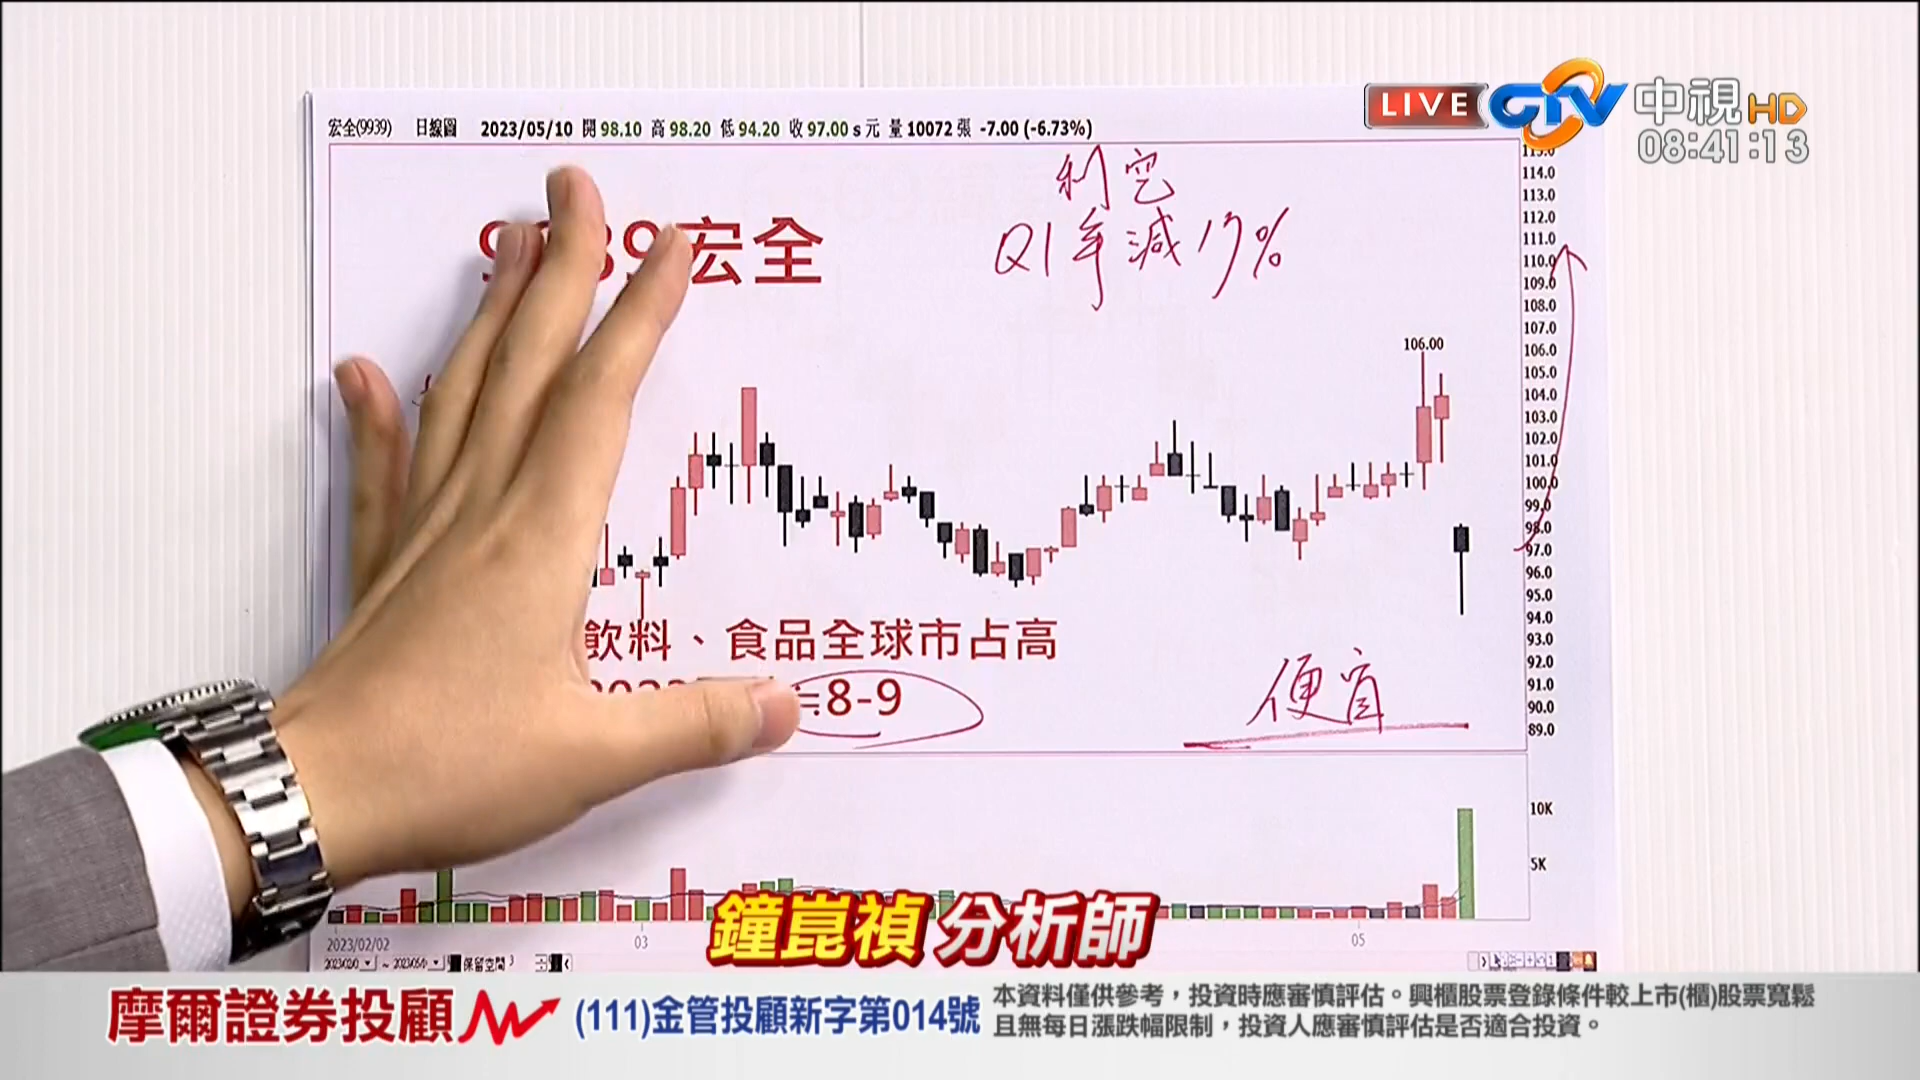 LIVE CTV 中視HD
08:41:13
宏全(9939) 日線圖 2023/05/10 開 98.10 高 98.20 低 94.20 收 97.00 s 元 量 10072 張 -7.00 (-6.73%)
利空
Q1年減17%
宏全
106.00
114.0
113.0
112.0
111.0
110.0
109.0
108.0
107.0
106.0
105.0
104.0
103.0
102.0
101.0
100.0
99.0
98.0
97.0
96.0
95.0
94.0
93.0
92.0
91.0
90.0
89.0
飲料、食品全球市占高
≒8-9
便宜
10K
5K
2023/02/02
03
05
保留空間
鐘崑禎 分析師
摩爾證券投顧 (111)金管投顧新字第014號
本資料僅供參考，投資時應審慎評估。興櫃股票登錄條件較上市(櫃)股票寬鬆
且無每日漲跌幅限制，投資人應審慎評估是否適合投資。